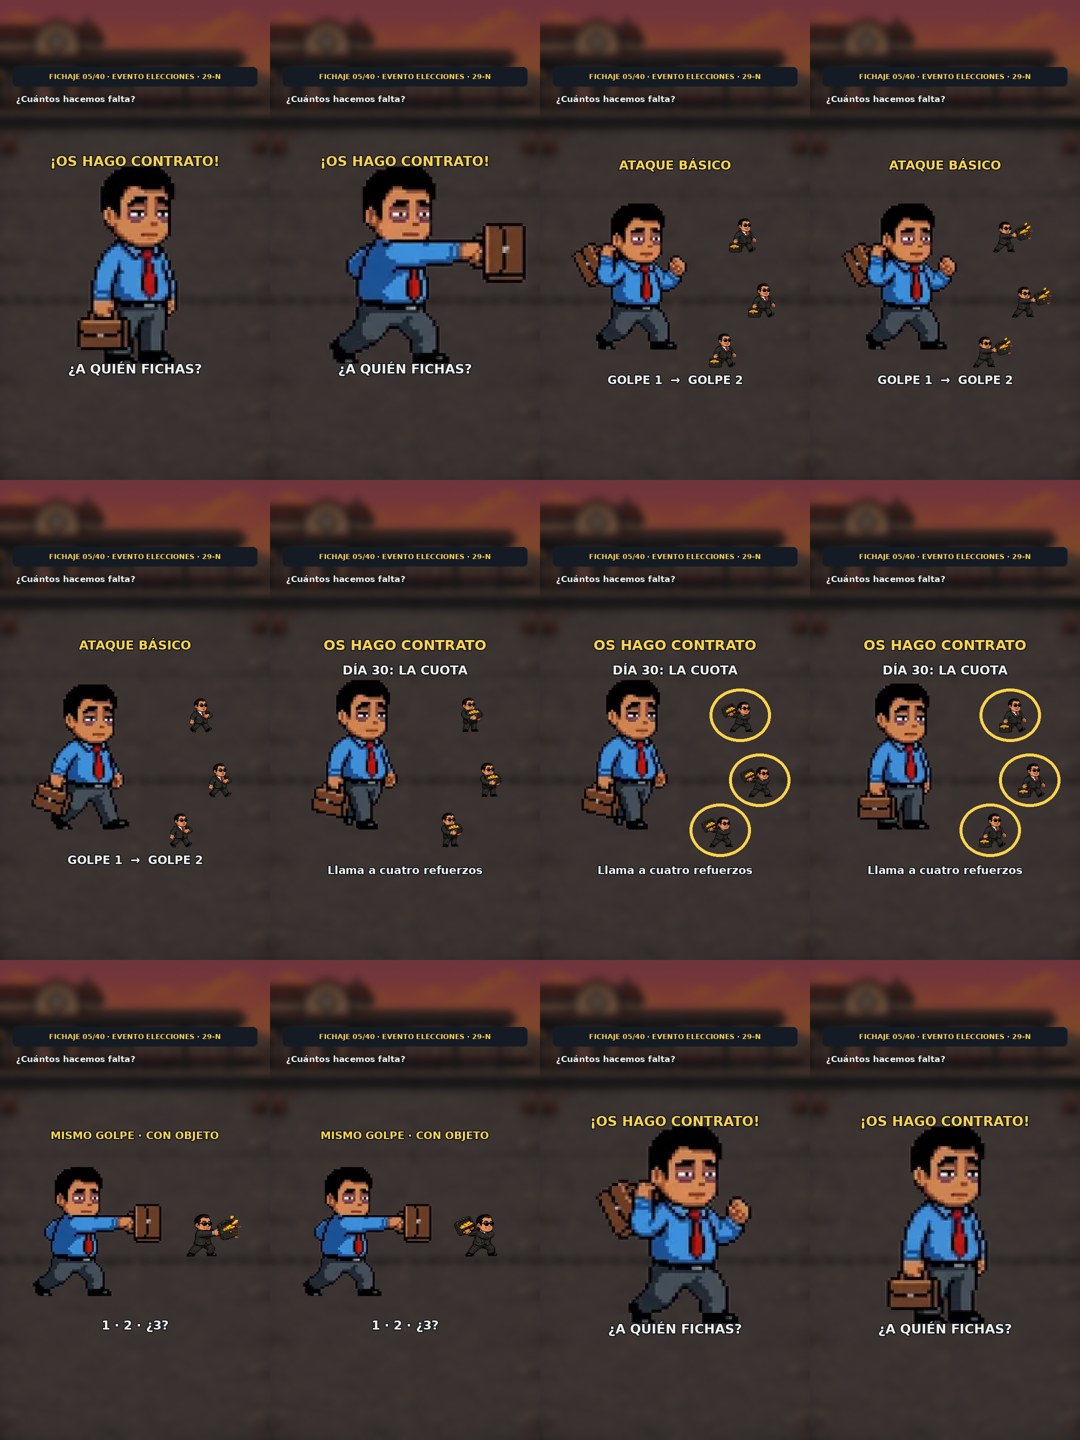 FICHAJE 05/40 · EVENTO ELECCIONES · 29-N
¿Cuántos hacemos falta?
¡OS HAGO CONTRATO!
¿A QUIÉN FICHAS?
FICHAJE 05/40 · EVENTO ELECCIONES · 29-N
¿Cuántos hacemos falta?
¡OS HAGO CONTRATO!
¿A QUIÉN FICHAS?
FICHAJE 05/40 · EVENTO ELECCIONES · 29-N
¿Cuántos hacemos falta?
ATAQUE BÁSICO
GOLPE 1 → GOLPE 2
FICHAJE 05/40 · EVENTO ELECCIONES · 29-N
¿Cuántos hacemos falta?
ATAQUE BÁSICO
GOLPE 1 → GOLPE 2
FICHAJE 05/40 · EVENTO ELECCIONES · 29-N
¿Cuántos hacemos falta?
ATAQUE BÁSICO
GOLPE 1 → GOLPE 2
FICHAJE 05/40 · EVENTO ELECCIONES · 29-N
¿Cuántos hacemos falta?
OS HAGO CONTRATO
DÍA 30: LA CUOTA
Llama a cuatro refuerzos
FICHAJE 05/40 · EVENTO ELECCIONES · 29-N
¿Cuántos hacemos falta?
OS HAGO CONTRATO
DÍA 30: LA CUOTA
Llama a cuatro refuerzos
FICHAJE 05/40 · EVENTO ELECCIONES · 29-N
¿Cuántos hacemos falta?
OS HAGO CONTRATO
DÍA 30: LA CUOTA
Llama a cuatro refuerzos
FICHAJE 05/40 · EVENTO ELECCIONES · 29-N
¿Cuántos hacemos falta?
MISMO GOLPE · CON OBJETO
1 · 2 · ¿3?
FICHAJE 05/40 · EVENTO ELECCIONES · 29-N
¿Cuántos hacemos falta?
MISMO GOLPE · CON OBJETO
1 · 2 · ¿3?
FICHAJE 05/40 · EVENTO ELECCIONES · 29-N
¿Cuántos hacemos falta?
¡OS HAGO CONTRATO!
¿A QUIÉN FICHAS?
FICHAJE 05/40 · EVENTO ELECCIONES · 29-N
¿Cuántos hacemos falta?
¡OS HAGO CONTRATO!
¿A QUIÉN FICHAS?